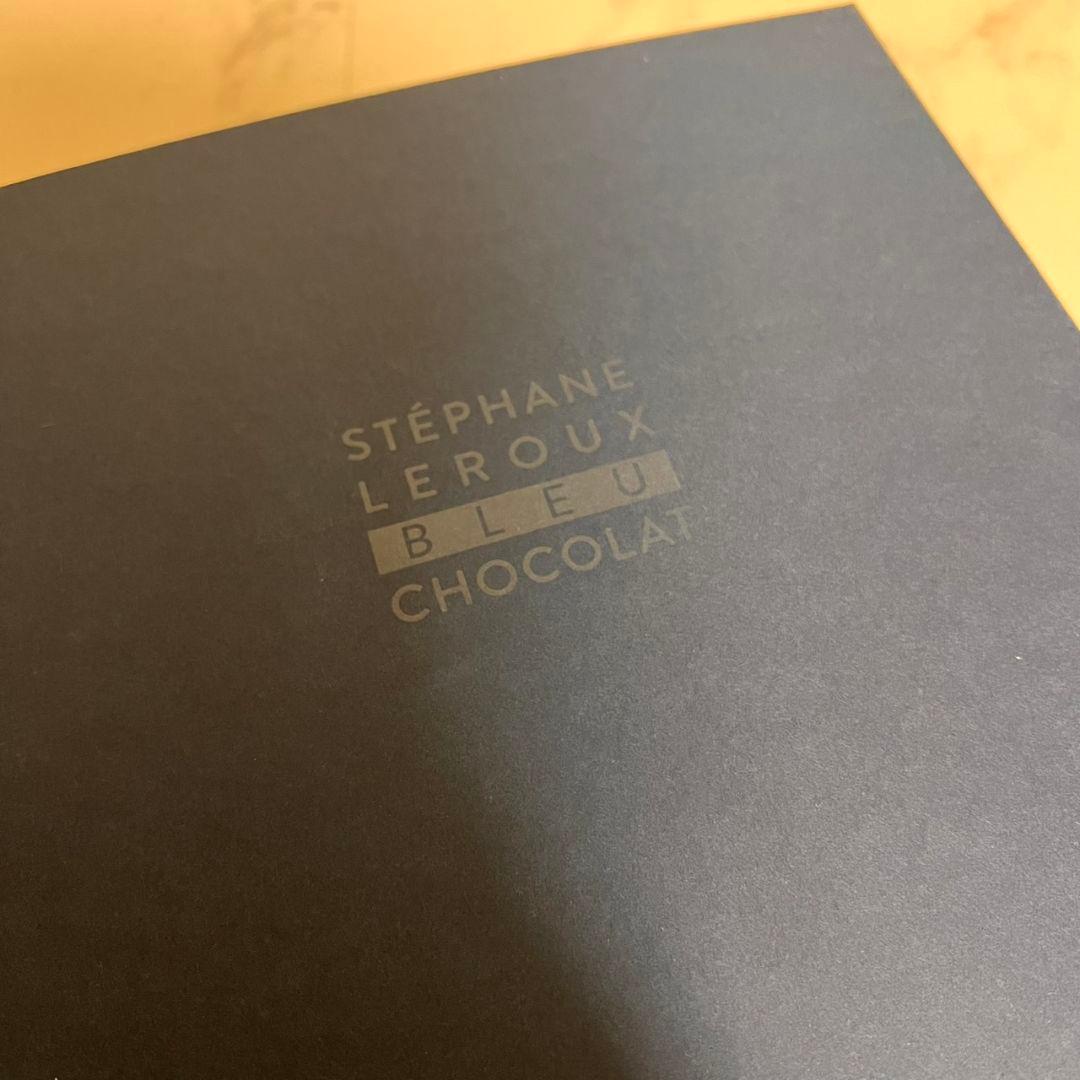 STÉPHANE
LEROUX
BLEU
CHOCOLAT